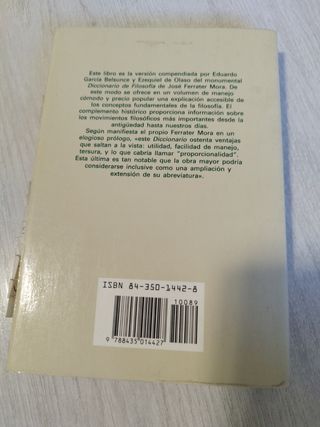 Este libro es la versión compendiada por Eduardo
García Belsunce y Ezequiel de Olaso del monumental
Diccionario de Filosofía de José Ferrater Mora. De
este modo se ofrece en un volumen de manejo
cómodo y precio popular una explicación accesible de
los conceptos fundamentales de la filosofía. El
complemento histórico proporciona información sobre
los movimientos filosóficos más importantes desde la
antigüedad hasta nuestros días.
Según manifiesta el propio Ferrater Mora en un
elogioso prólogo, «este Diccionario ostenta ventajas
que saltan a la vista: utilidad, facilidad de manejo,
tersura, y lo que cabría llamar "proporcionalidad".
Esta última es tan notable que la obra mayor podría
considerarse inclusive como una ampliación y
extensión de su abreviatura».
ISBN 84-350-1442-8
10089
9 788435 014427